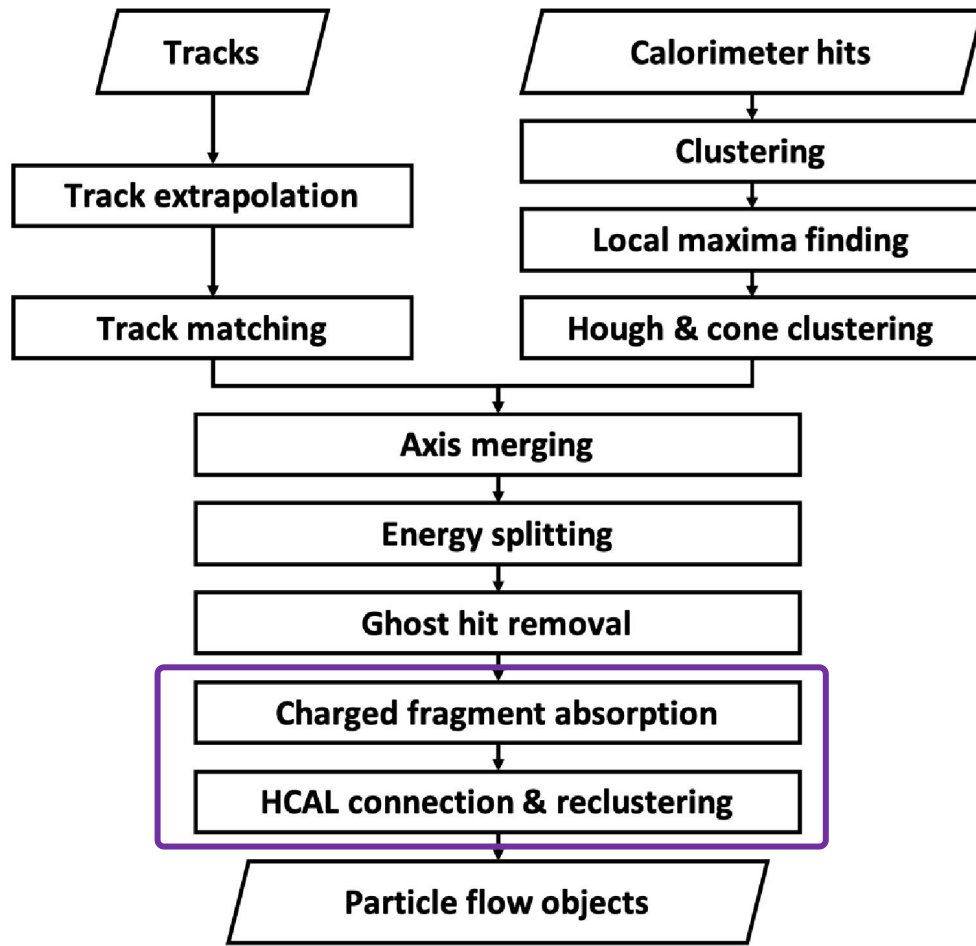 Tracks
Calorimeter hits
Clustering
Track extrapolation
Local maxima finding
Track matching
Hough & cone clustering
Axis merging
Energy splitting
Ghost hit removal
Charged fragment absorption
HCAL connection & reclustering
Particle flow objects